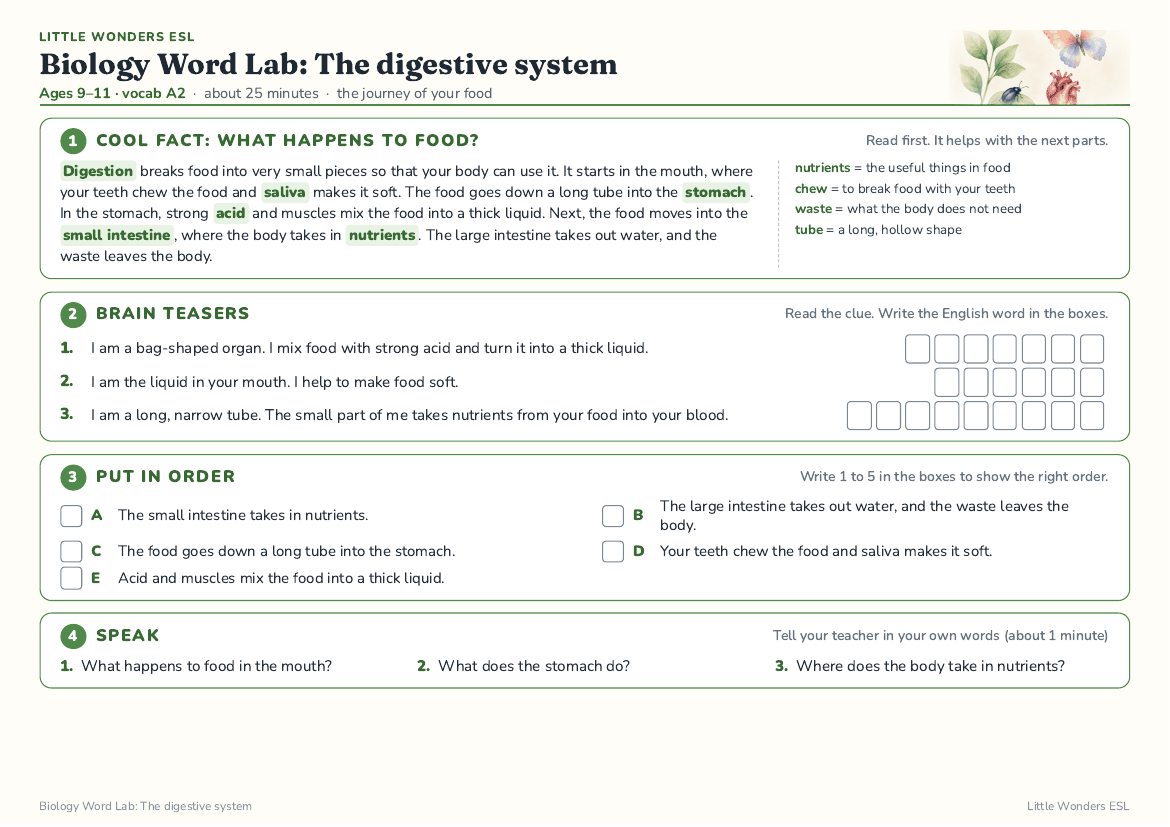 LITTLE WONDERS ESL
Biology Word Lab: The digestive system
Ages 9–11 · vocab A2 · about 25 minutes · the journey of your food
1 COOL FACT: WHAT HAPPENS TO FOOD?
Read first. It helps with the next parts.
Digestion breaks food into very small pieces so that your body can use it. It starts in the mouth, where
your teeth chew the food and saliva makes it soft. The food goes down a long tube into the stomach.
In the stomach, strong acid and muscles mix the food into a thick liquid. Next, the food moves into the
small intestine, where the body takes in nutrients. The large intestine takes out water, and the
waste leaves the body.
nutrients = the useful things in food
chew = to break food with your teeth
waste = what the body does not need
tube = a long, hollow shape
2 BRAIN TEASERS
Read the clue. Write the English word in the boxes.
1. I am a bag-shaped organ. I mix food with strong acid and turn it into a thick liquid.
2. I am the liquid in your mouth. I help to make food soft.
3. I am a long, narrow tube. The small part of me takes nutrients from your food into your blood.
3 PUT IN ORDER
Write 1 to 5 in the boxes to show the right order.
A The small intestine takes in nutrients.
B The large intestine takes out water, and the waste leaves the
body.
C The food goes down a long tube into the stomach.
D Your teeth chew the food and saliva makes it soft.
E Acid and muscles mix the food into a thick liquid.
4 SPEAK
Tell your teacher in your own words (about 1 minute)
1. What happens to food in the mouth?
2. What does the stomach do?
3. Where does the body take in nutrients?
Biology Word Lab: The digestive system
Little Wonders ESL